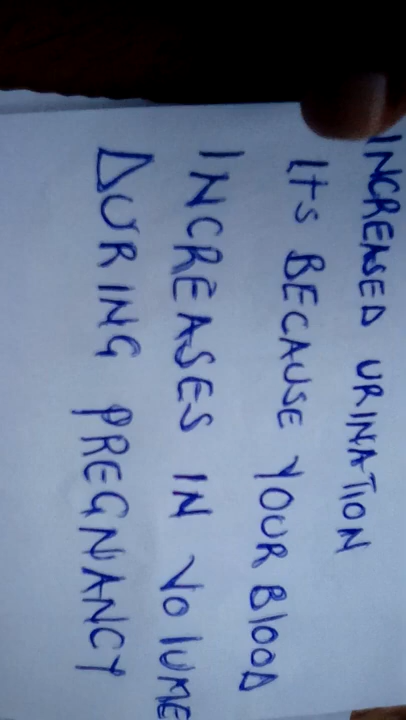 INCREASED URINATION
ITS BECAUSE YOUR BLOOD
INCREASES IN VOLUME
DURING PREGNANCY